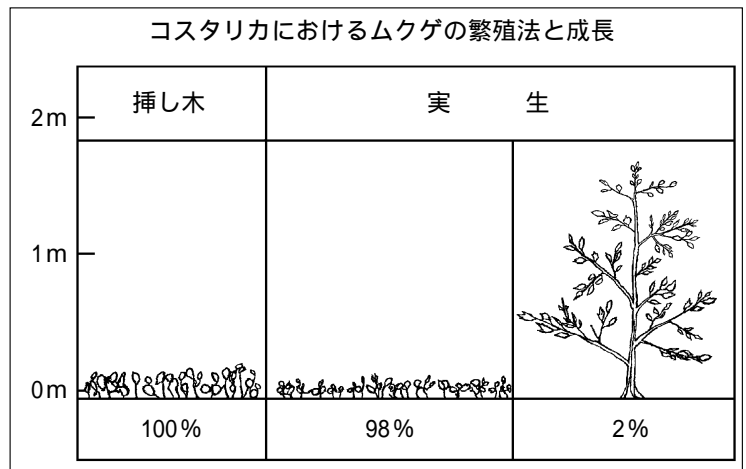 コスタリカにおけるムクゲの繁殖法と成長
挿し木 実 生
2m
1m
0m
100% 98% 2%